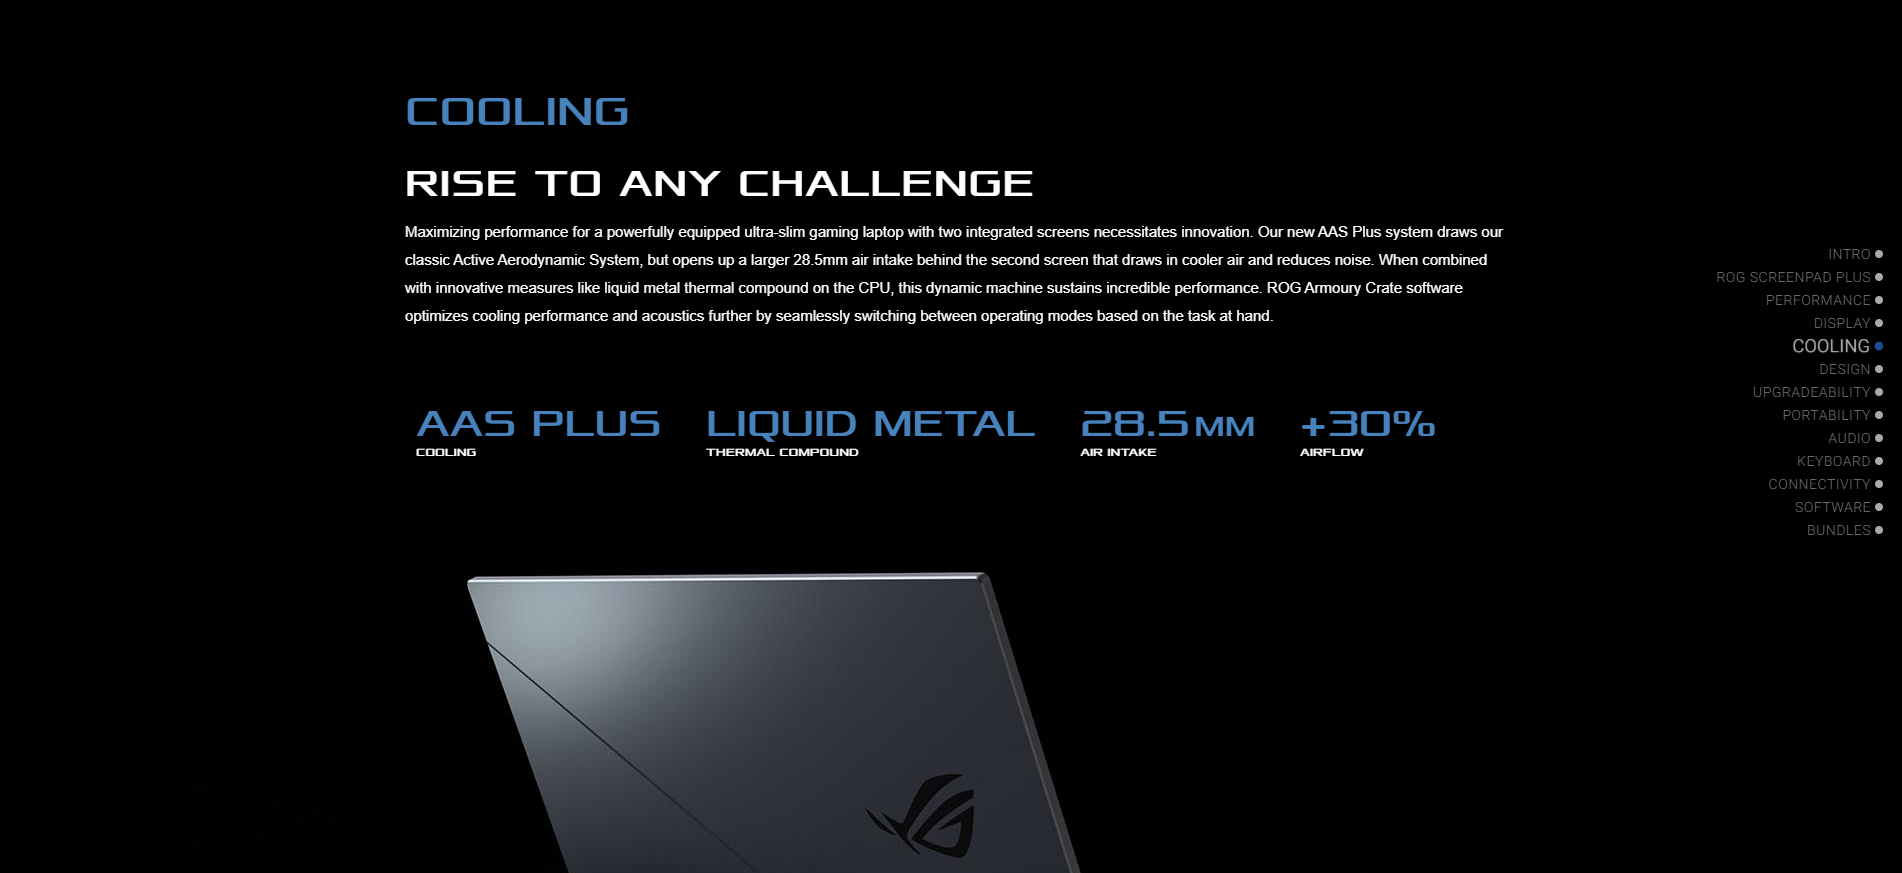 COOLING
RISE TO ANY CHALLENGE
Maximizing performance for a powerfully equipped ultra-slim gaming laptop with two integrated screens necessitates innovation. Our new AAS Plus system draws our
classic Active Aerodynamic System, but opens up a larger 28.5mm air intake behind the second screen that draws in cooler air and reduces noise. When combined
with innovative measures like liquid metal thermal compound on the CPU, this dynamic machine sustains incredible performance. ROG Armoury Crate software
optimizes cooling performance and acoustics further by seamlessly switching between operating modes based on the task at hand.
AAS PLUS
COOLING
LIQUID METAL
THERMAL COMPOUND
28.5 MM
AIR INTAKE
+30%
AIRFLOW
INTRO
ROG SCREENPAD PLUS
PERFORMANCE
DISPLAY
COOLING
DESIGN
UPGRADEABILITY
PORTABILITY
AUDIO
KEYBOARD
CONNECTIVITY
SOFTWARE
BUNDLES